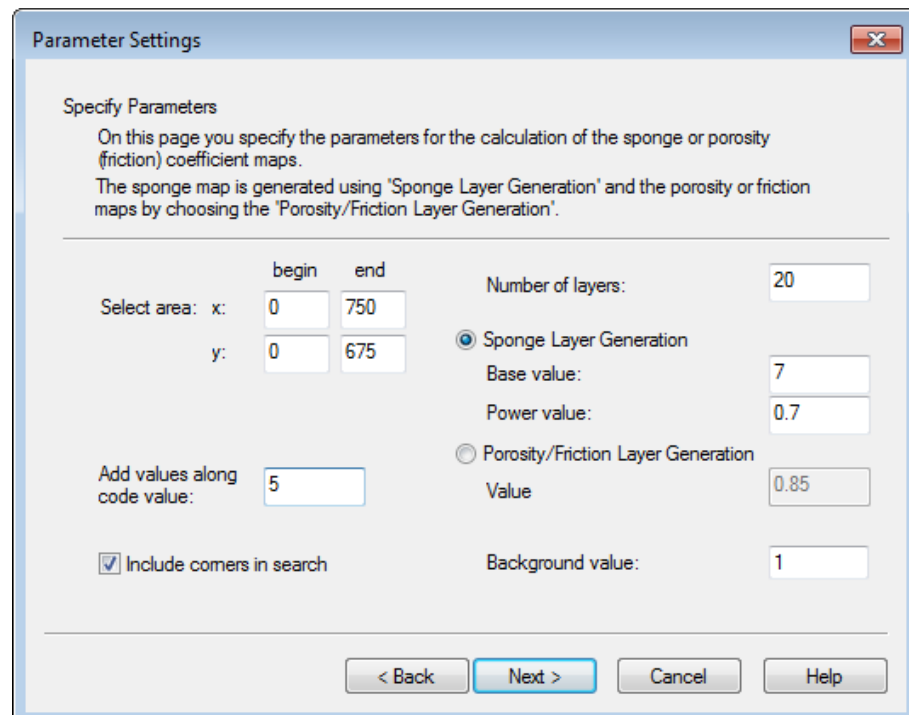 Parameter Settings
Specify Parameters
On this page you specify the parameters for the calculation of the sponge or porosity
(friction) coefficient maps.
The sponge map is generated using 'Sponge Layer Generation' and the porosity or friction
maps by choosing the 'Porosity/Friction Layer Generation'.
begin end
Select area: x: 0 750
y: 0 675
Add values along
code value: 5
Include corners in search
Number of layers: 20
Sponge Layer Generation
Base value: 7
Power value: 0.7
Porosity/Friction Layer Generation
Value 0.85
Background value: 1
< Back Next > Cancel Help